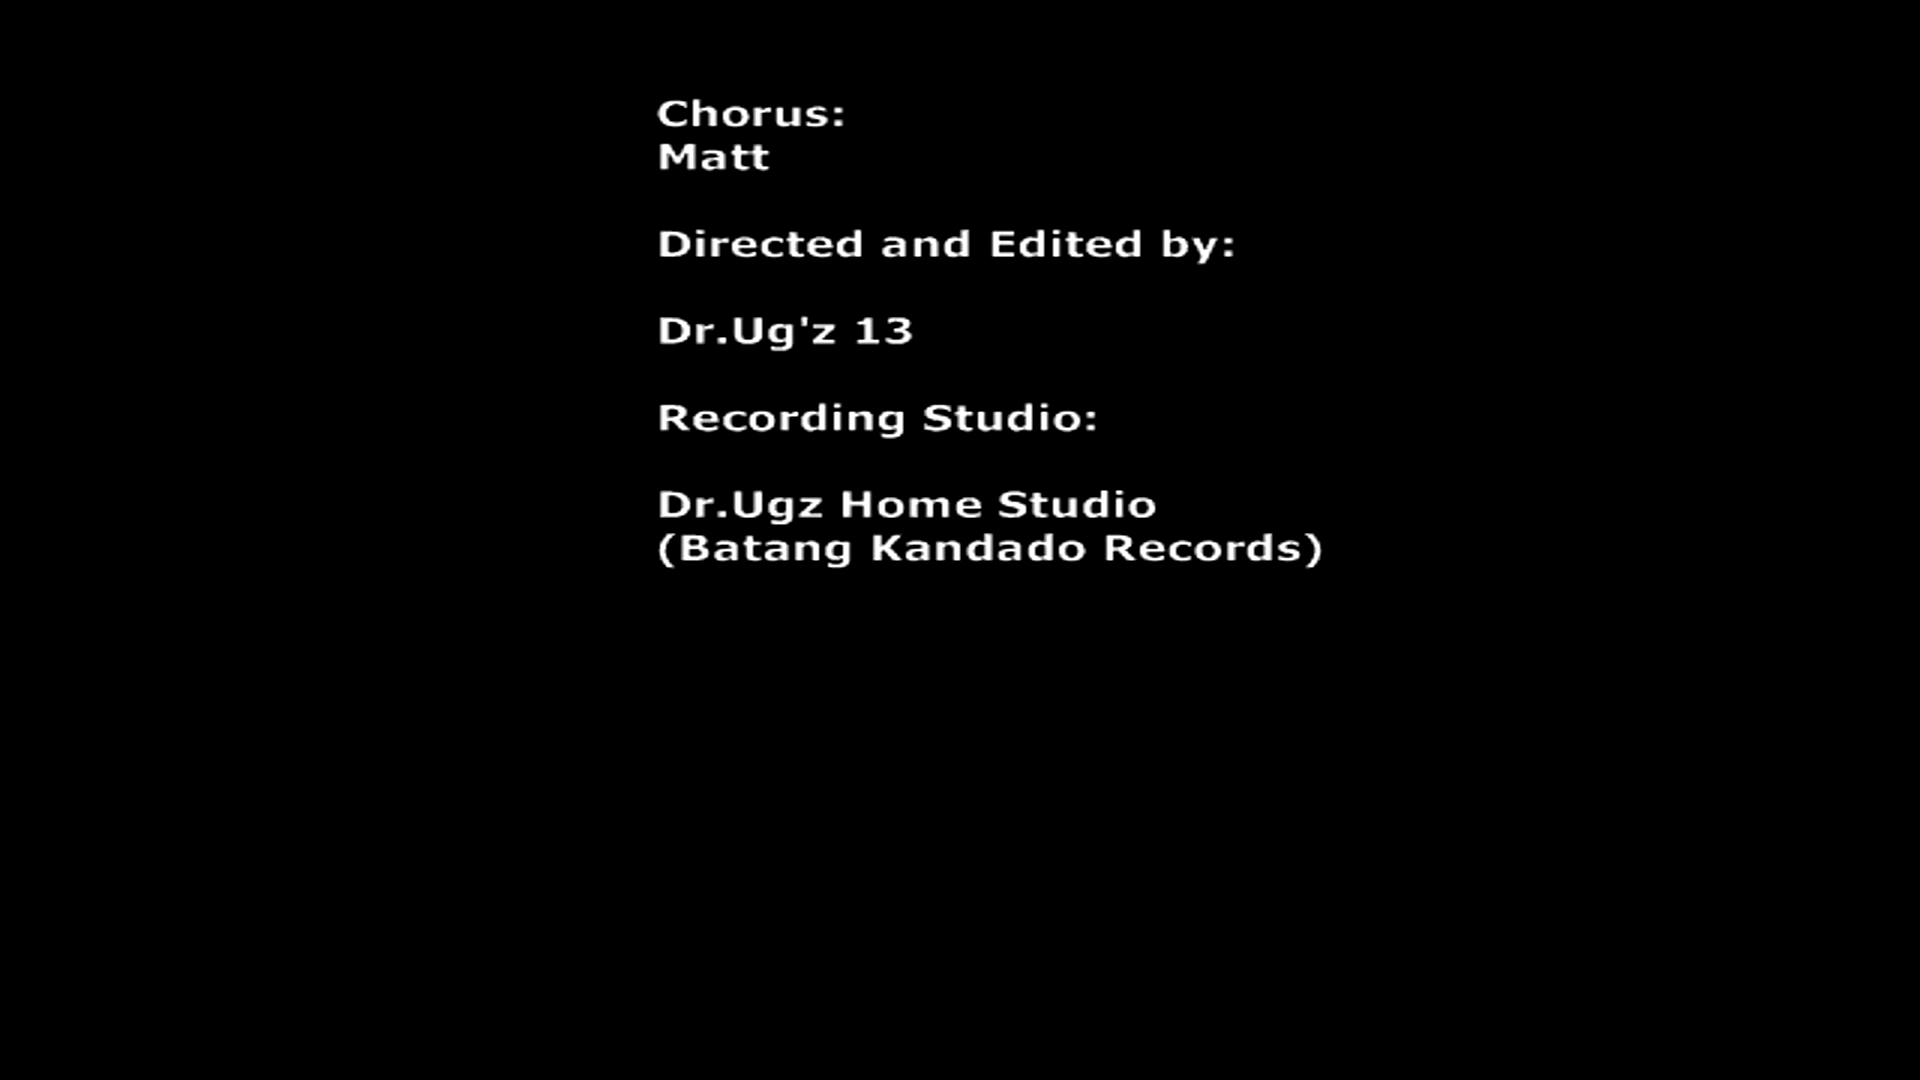 Chorus:
Matt
Directed and Edited by:
Dr.Ug'z 13
Recording Studio:
Dr.Ugz Home Studio
(Batang Kandado Records)